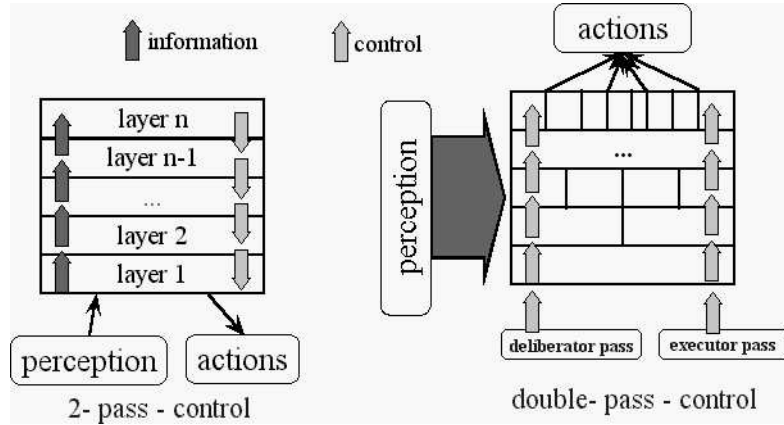 information
control
layer n
layer n-1
...
layer 2
layer 1
perception
actions
2- pass - control
actions
perception
...
deliberator pass
executor pass
double- pass - control